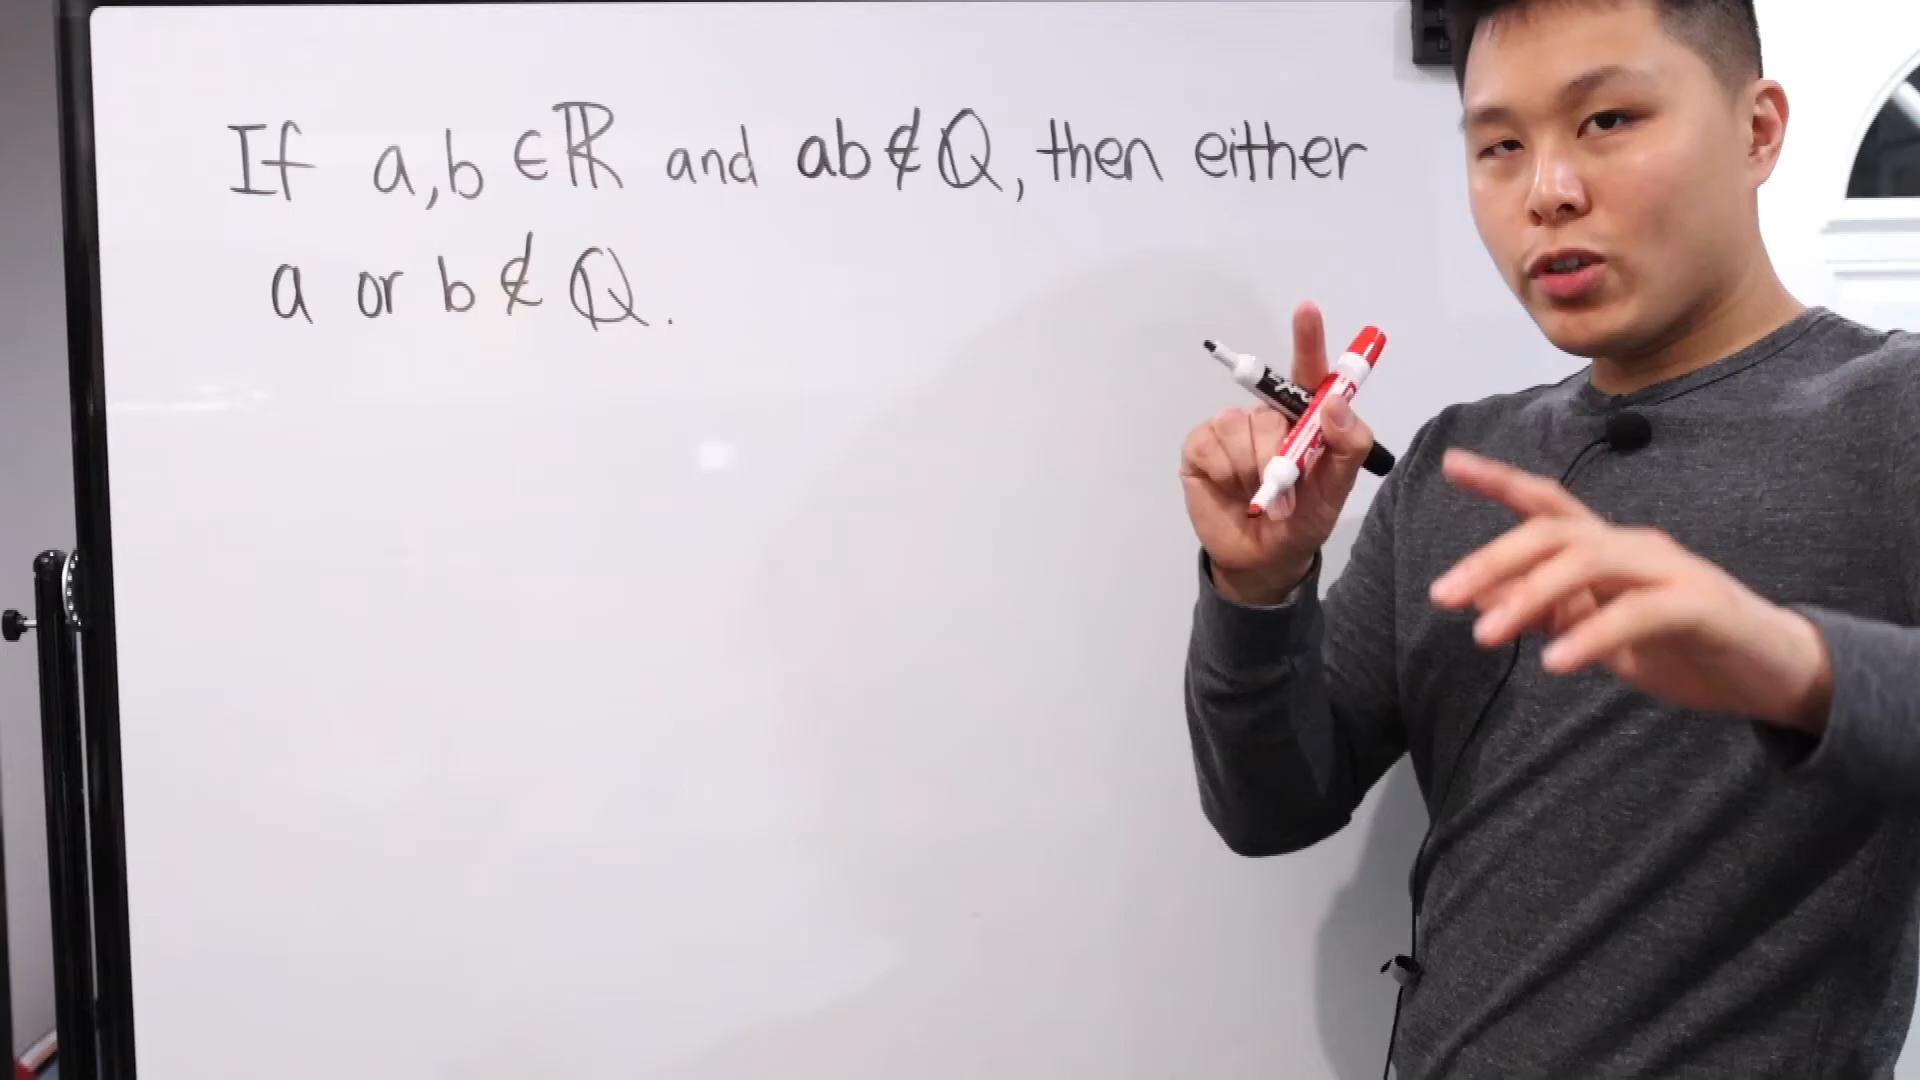 If a, b ∈ ℝ and ab ∉ ℚ, then either
a or b ∉ ℚ.